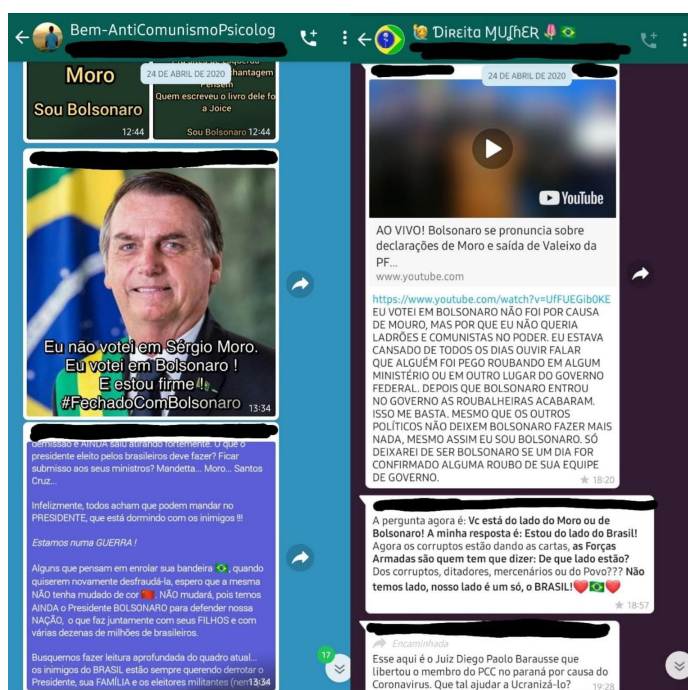 Bem-AntiComunismoPsicolog
24 DE ABRIL DE 2020
Moro
Sou Bolsonaro
12:44
hantagem
Pensem
Quem escreveu o livro dele fo
a Joice
Sou Bolsonaro 12:44
Eu não votei em Sérgio Moro.
Eu votei em Bolsonaro !
E estou firme!!
#FechadoComBolsonaro 13:34
demissão e AINDA saiu atirando fortemente. O que o
presidente eleito pelos brasileiros deve fazer? Ficar
submisso aos seus ministros? Mandetta... Moro... Santos
Cruz...
Infelizmente, todos acham que podem mandar no
PRESIDENTE, que está dormindo com os inimigos !!!
Estamos numa GUERRA !
Alguns que pensam em enrolar sua bandeira 🇧🇷, quando
quiserem novamente desfraudá-la, espero que a mesma
NÃO tenha mudado de cor 🇨🇳. NÃO mudará, pois temos
AINDA o Presidente BOLSONARO para defender nossa
NAÇÃO, o que faz juntamente com seus FILHOS e com
várias dezenas de milhões de brasileiros.
Busquemos fazer leitura aprofundada do quadro atual...
os inimigos do BRASIL estão sempre querendo derrotar o
Presidente, sua FAMÍLIA e os eleitores militantes (nem 13:34
17
🙋 Direita MUʆhER 🌷 🇧🇷
24 DE ABRIL DE 2020
YouTube
AO VIVO! Bolsonaro se pronuncia sobre
declarações de Moro e saída de Valeixo da
PF...
www.youtube.com
https://www.youtube.com/watch?v=UfFUEGib0KE
EU VOTEI EM BOLSONARO NÃO FOI POR CAUSA
DE MOURO, MAS POR QUE EU NÃO QUERIA
LADRÕES E COMUNISTAS NO PODER. EU ESTAVA
CANSADO DE TODOS OS DIAS OUVIR FALAR
QUE ALGUÉM FOI PEGO ROUBANDO EM ALGUM
MINISTÉRIO OU EM OUTRO LUGAR DO GOVERNO
FEDERAL. DEPOIS QUE BOLSONARO ENTROU
NO GOVERNO AS ROUBALHEIRAS ACABARAM.
ISSO ME BASTA. MESMO QUE OS OUTROS
POLÍTICOS NÃO DEIXEM BOLSONARO FAZER MAIS
NADA, MESMO ASSIM EU SOU BOLSONARO. SÓ
DEIXAREI DE SER BOLSONARO SE UM DIA FOR
CONFIRMADO ALGUMA ROUBO DE SUA EQUIPE
DE GOVERNO.
18:20
A pergunta agora é: Vc está do lado do Moro ou de
Bolsonaro! A minha resposta é: Estou do lado do Brasil!
Agora os corruptos estão dando as cartas, as Forças
Armadas são quem tem que dizer: De que lado estão?
Dos corruptos, ditadores, mercenários ou do Povo??? Não
temos lado, nosso lado é um só, o BRASIL!❤️🇧🇷❤️
18:57
Encaminhada
Esse aqui é o Juiz Diego Paolo Barausse que
libertou o membro do PCC no paraná por causa do
Coronavirus. Que tal ajudar a Ucranizá-lo?
19:28